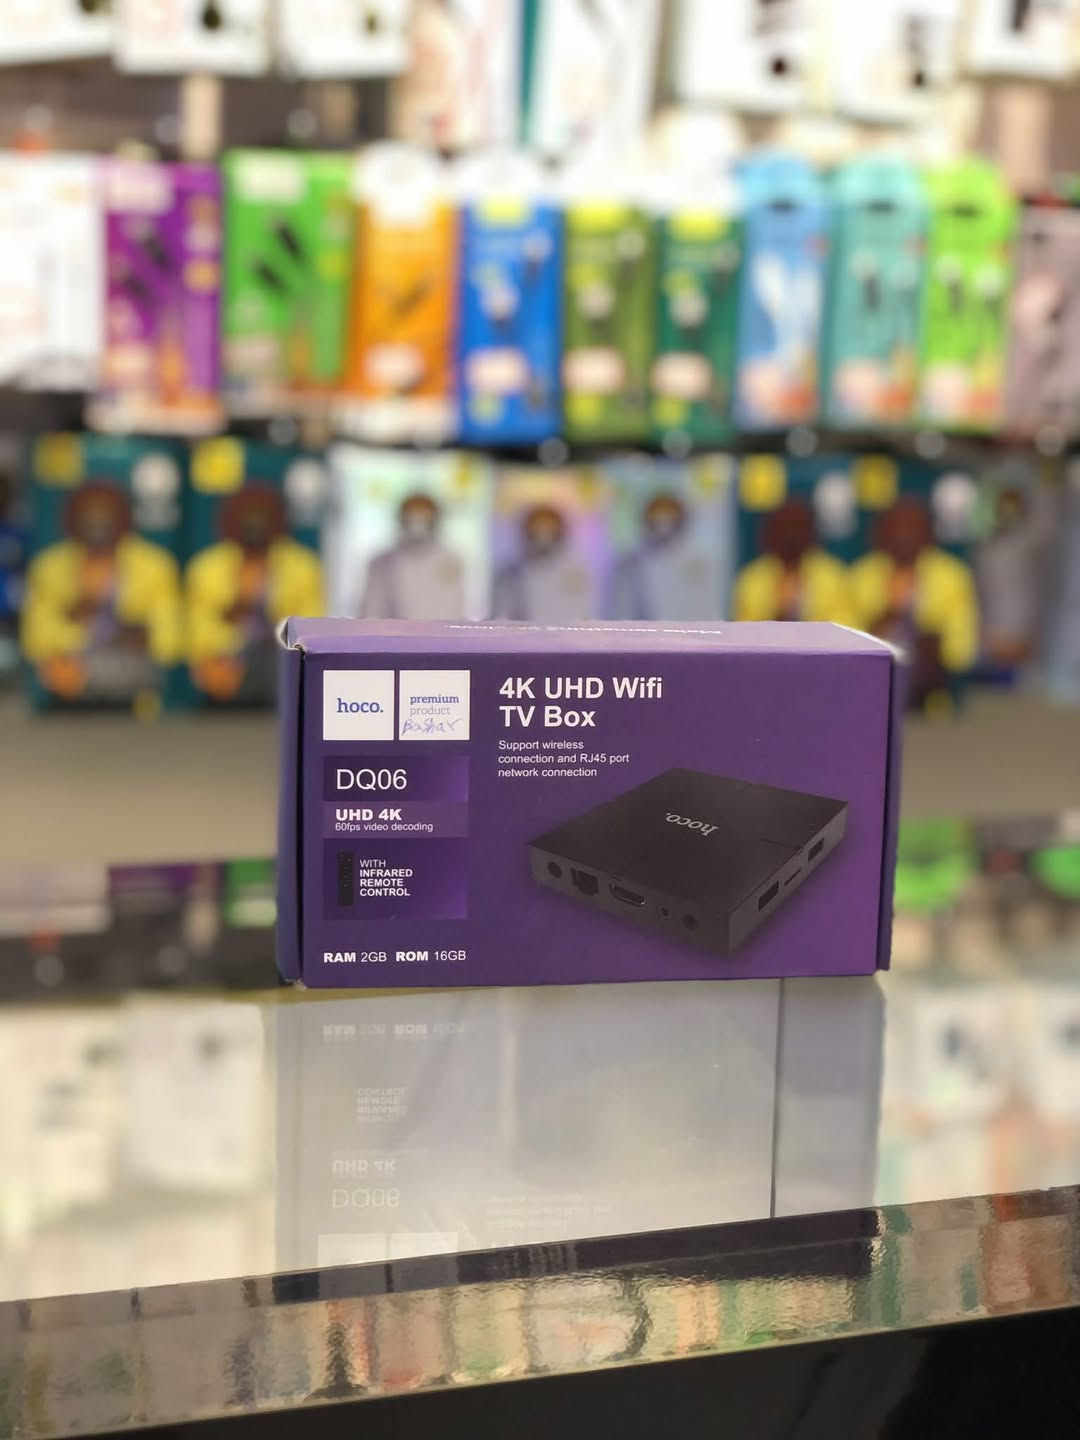 hoco.
premium
product
Bashar
4K UHD Wifi
TV Box
Support wireless
connection and RJ45 port
network connection
DQ06
UHD 4K
60fps video decoding
WITH
INFRARED
REMOTE
CONTROL
RAM 2GB ROM 16GB
hoco.